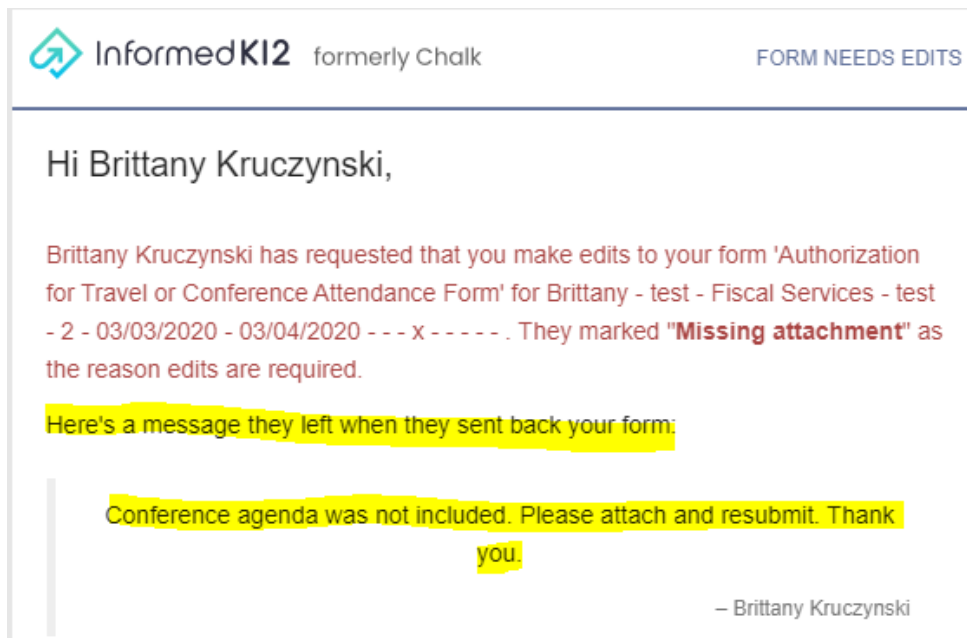 InformedK12 formerly Chalk FORM NEEDS EDITS
Hi Brittany Kruczynski,
Brittany Kruczynski has requested that you make edits to your form 'Authorization
for Travel or Conference Attendance Form' for Brittany - test - Fiscal Services - test
- 2 - 03/03/2020 - 03/04/2020 - - - x - - - - - . They marked "Missing attachment" as
the reason edits are required.
Here's a message they left when they sent back your form:
Conference agenda was not included. Please attach and resubmit. Thank
you.
– Brittany Kruczynski